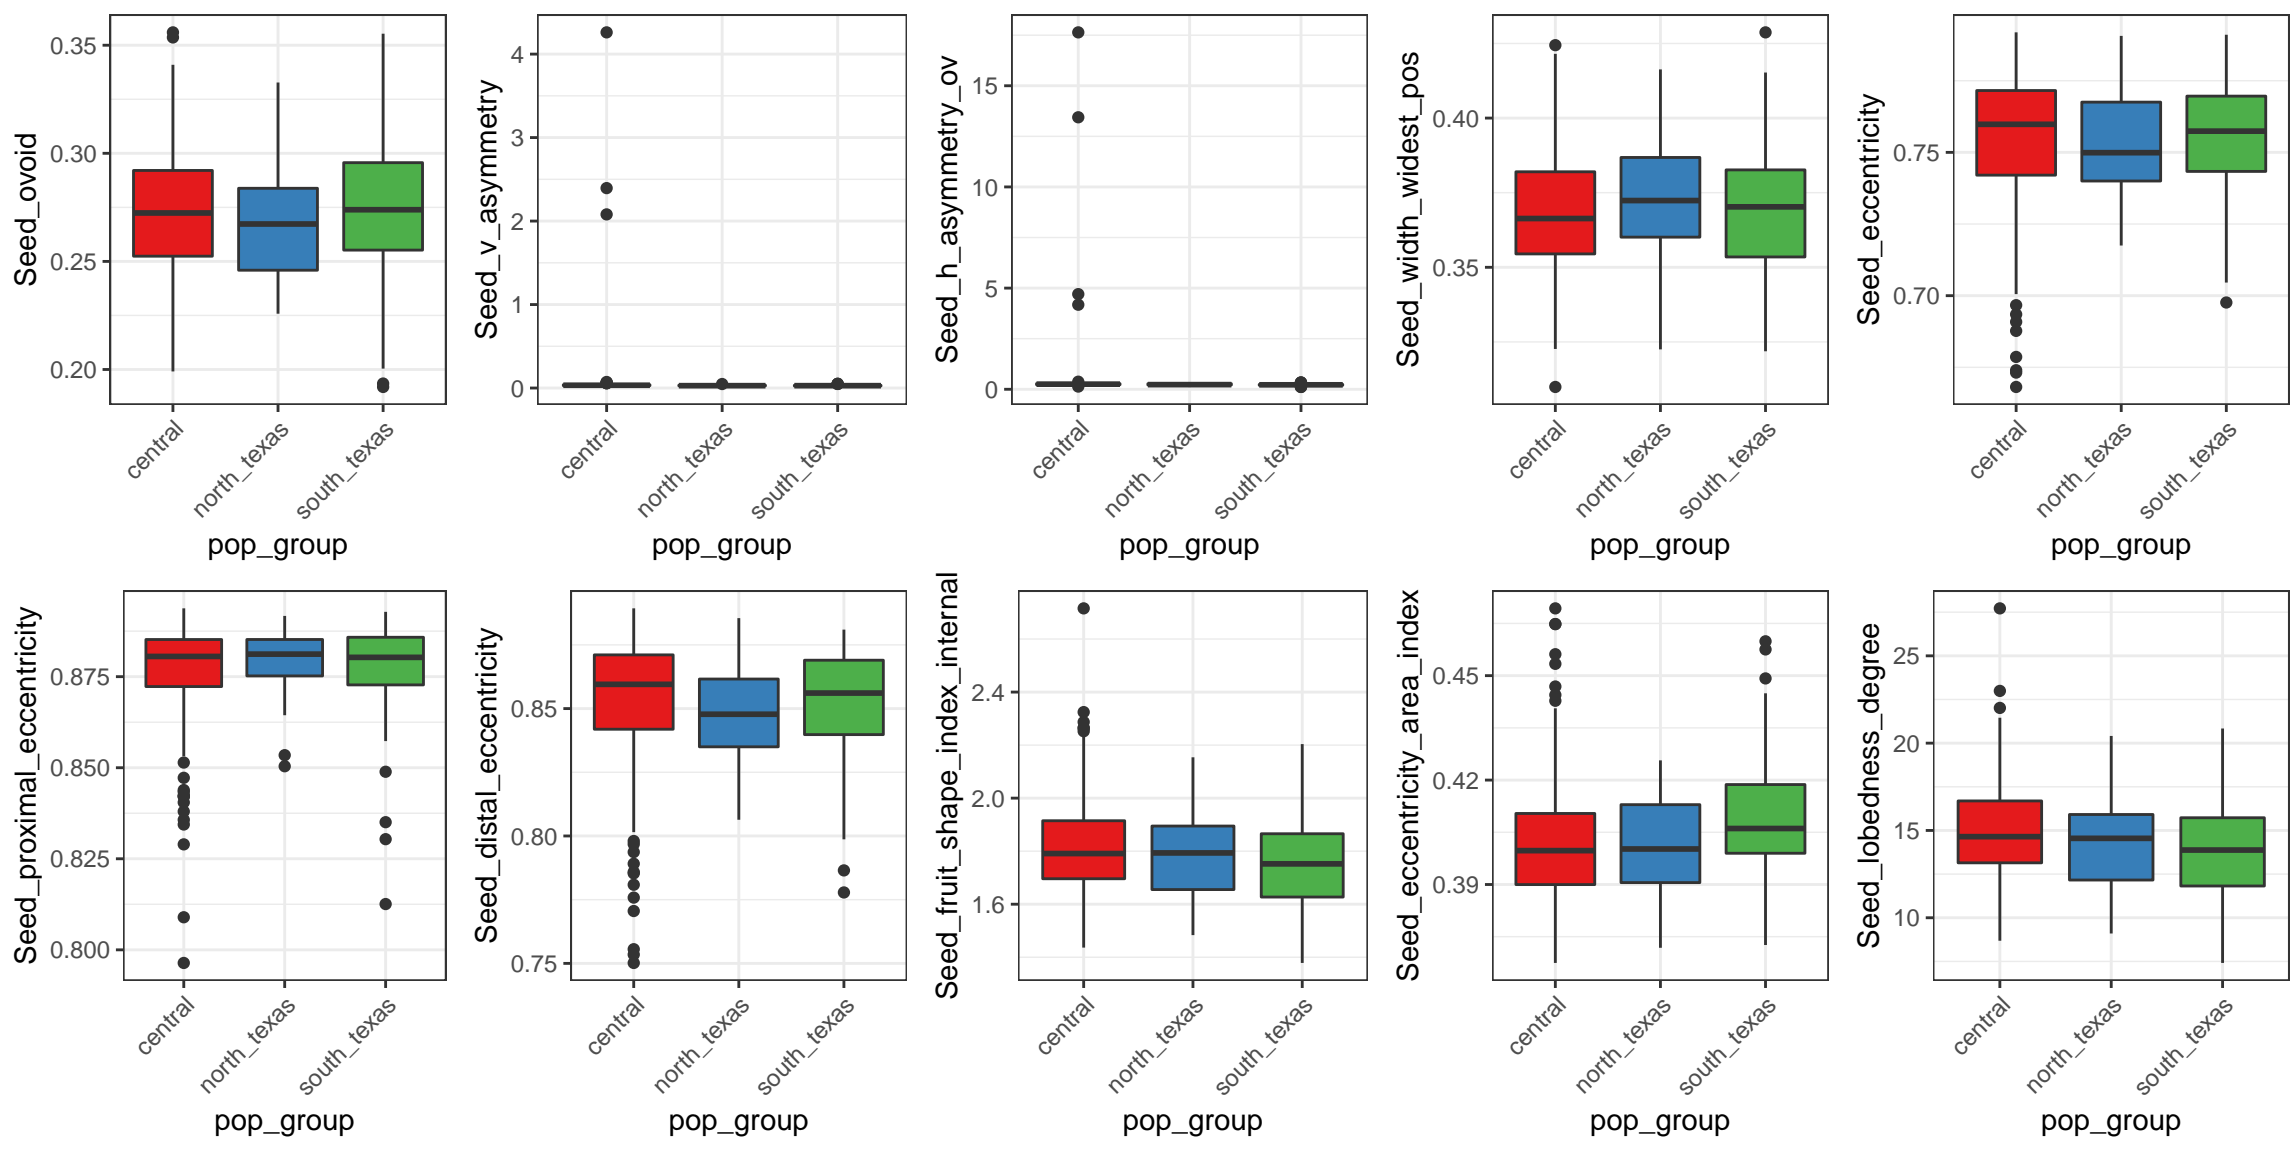 Seed_ovoid
0.35
0.30
0.25
0.20
central
north_texas
south_texas
pop_group
Seed_v_asymmetry
4
3
2
1
0
central
north_texas
south_texas
pop_group
Seed_h_asymmetry_ov
15
10
5
0
central
north_texas
south_texas
pop_group
Seed_width_widest_pos
0.40
0.35
central
north_texas
south_texas
pop_group
Seed_eccentricity
0.75
0.70
central
north_texas
south_texas
pop_group
Seed_proximal_eccentricity
0.875
0.850
0.825
0.800
central
north_texas
south_texas
pop_group
Seed_distal_eccentricity
0.85
0.80
0.75
central
north_texas
south_texas
pop_group
Seed_fruit_shape_index_internal
2.4
2.0
1.6
central
north_texas
south_texas
pop_group
Seed_eccentricity_area_index
0.45
0.42
0.39
central
north_texas
south_texas
pop_group
Seed_lobedness_degree
25
20
15
10
central
north_texas
south_texas
pop_group